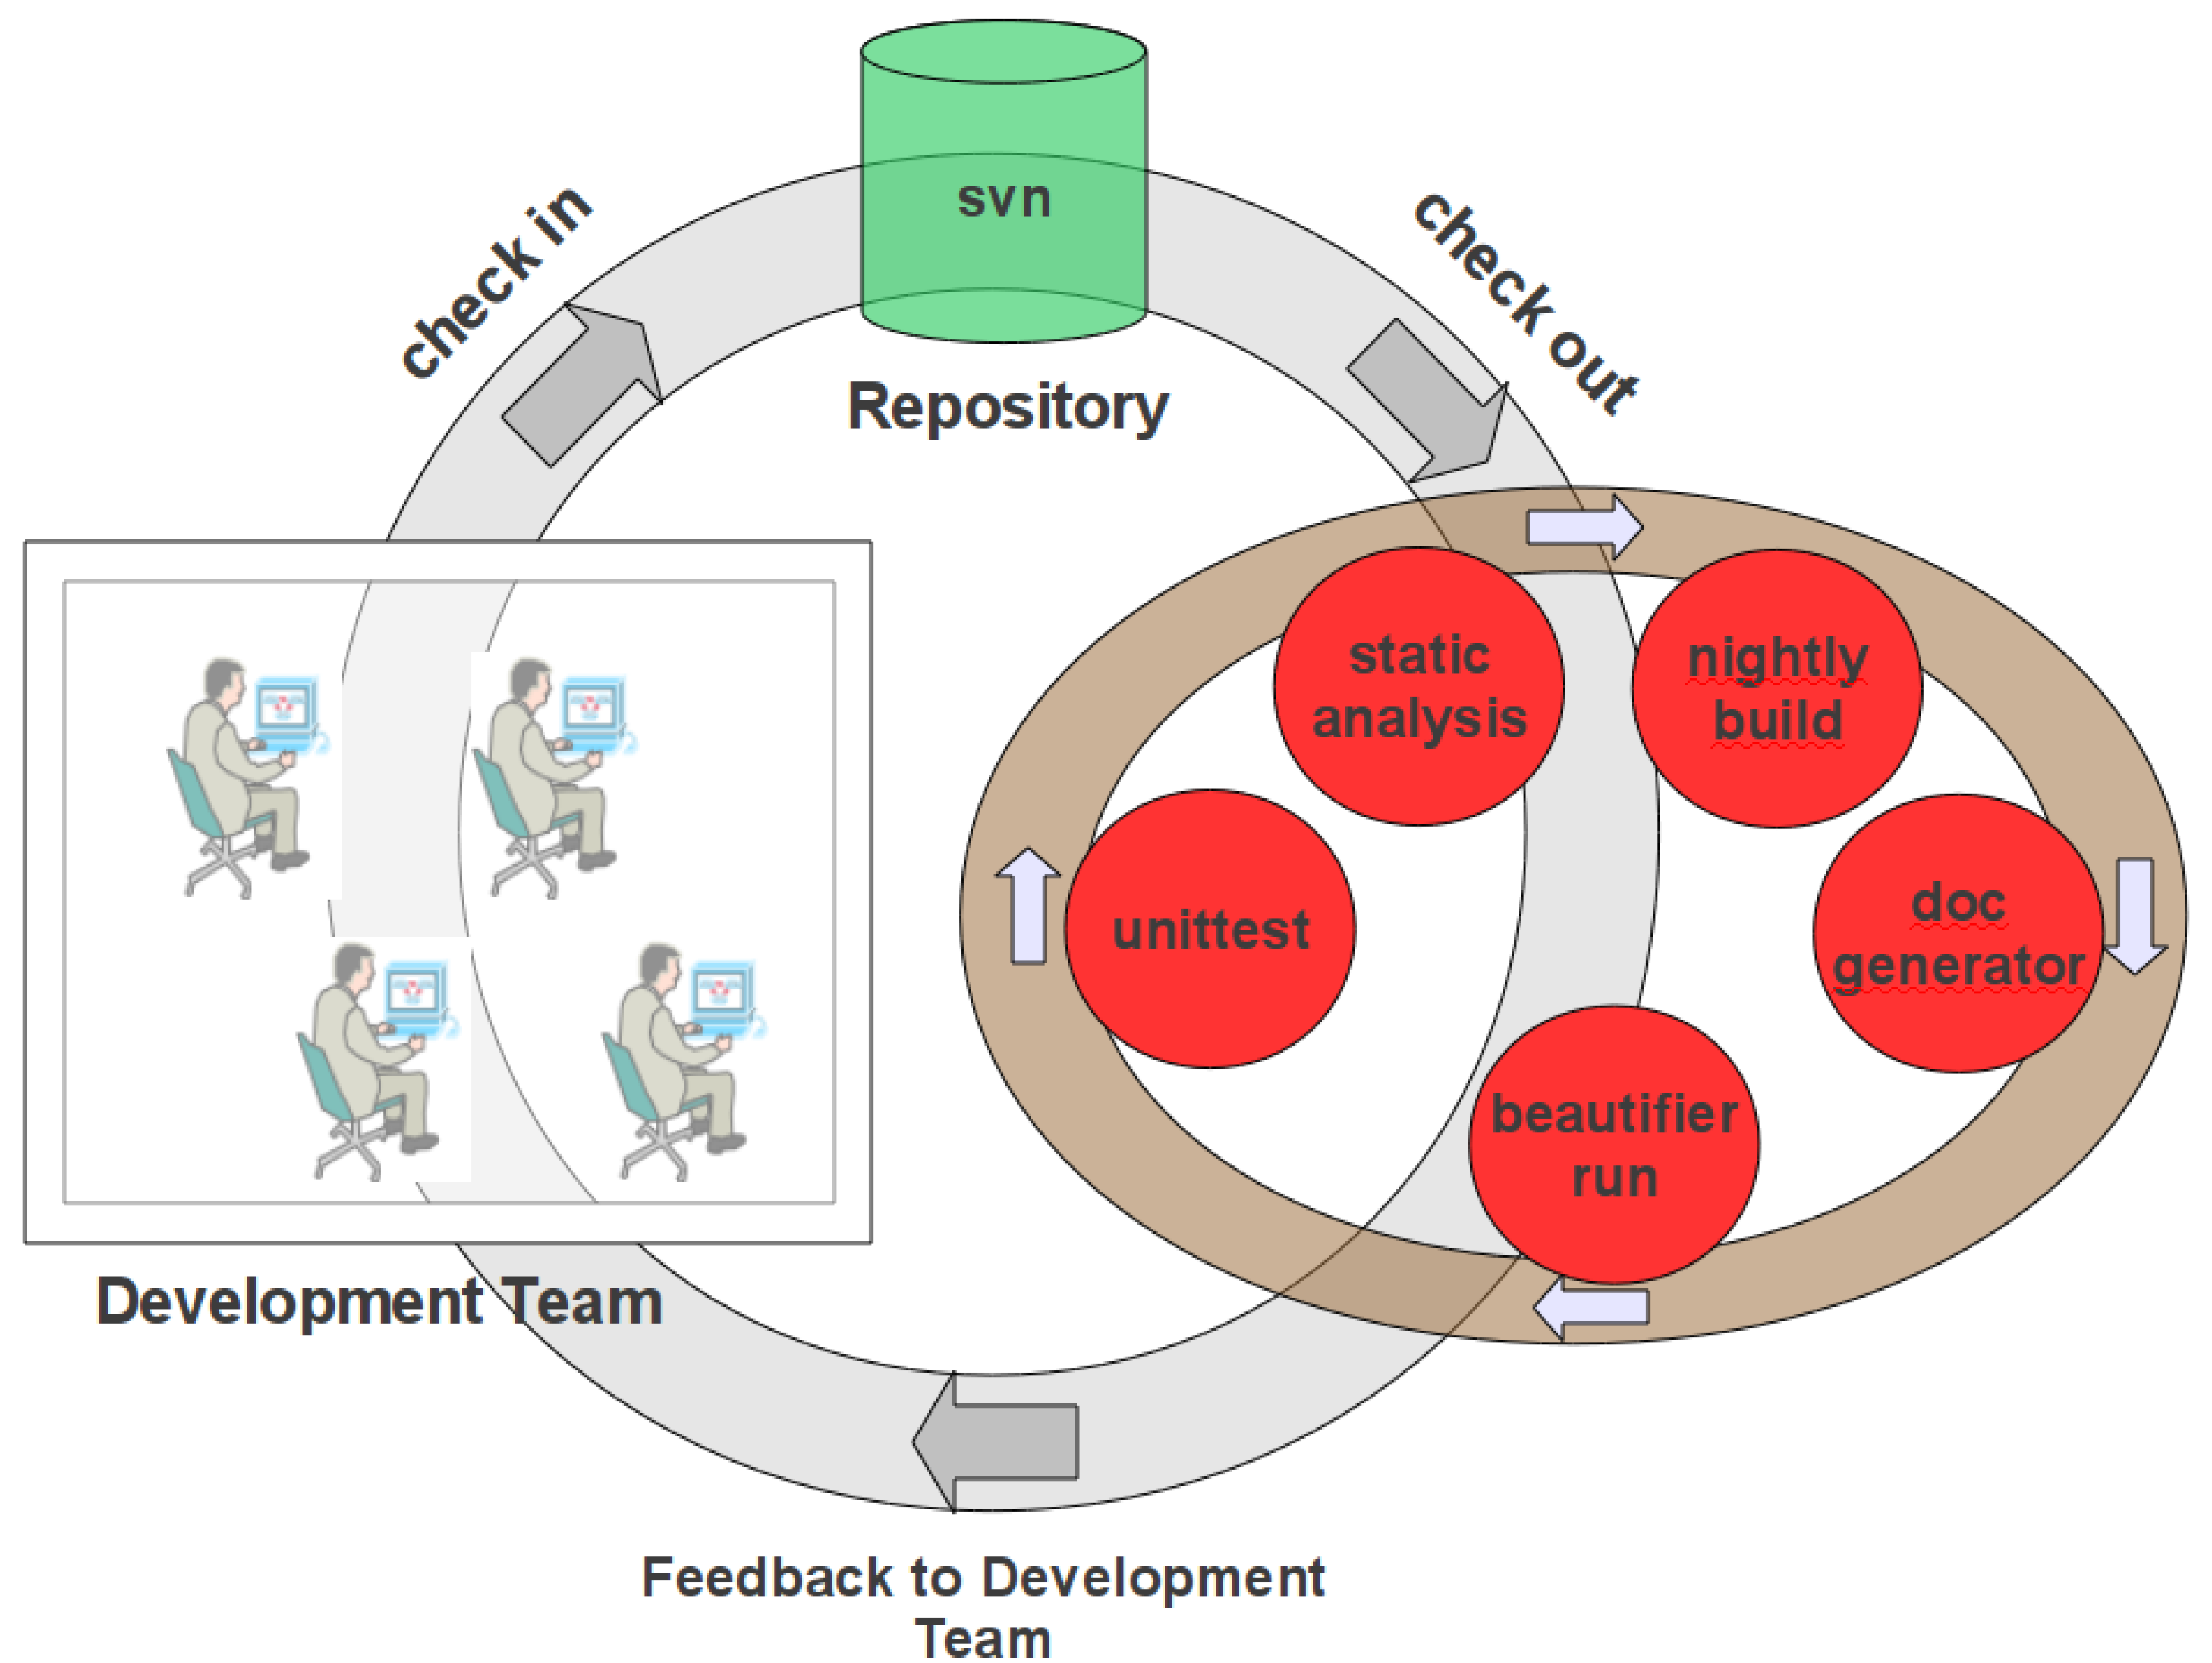 svn
check in
check out
Repository
static
analysis
nightly
build
unittest
doc
generator
beautifier
run
Development Team
Feedback to Development
Team